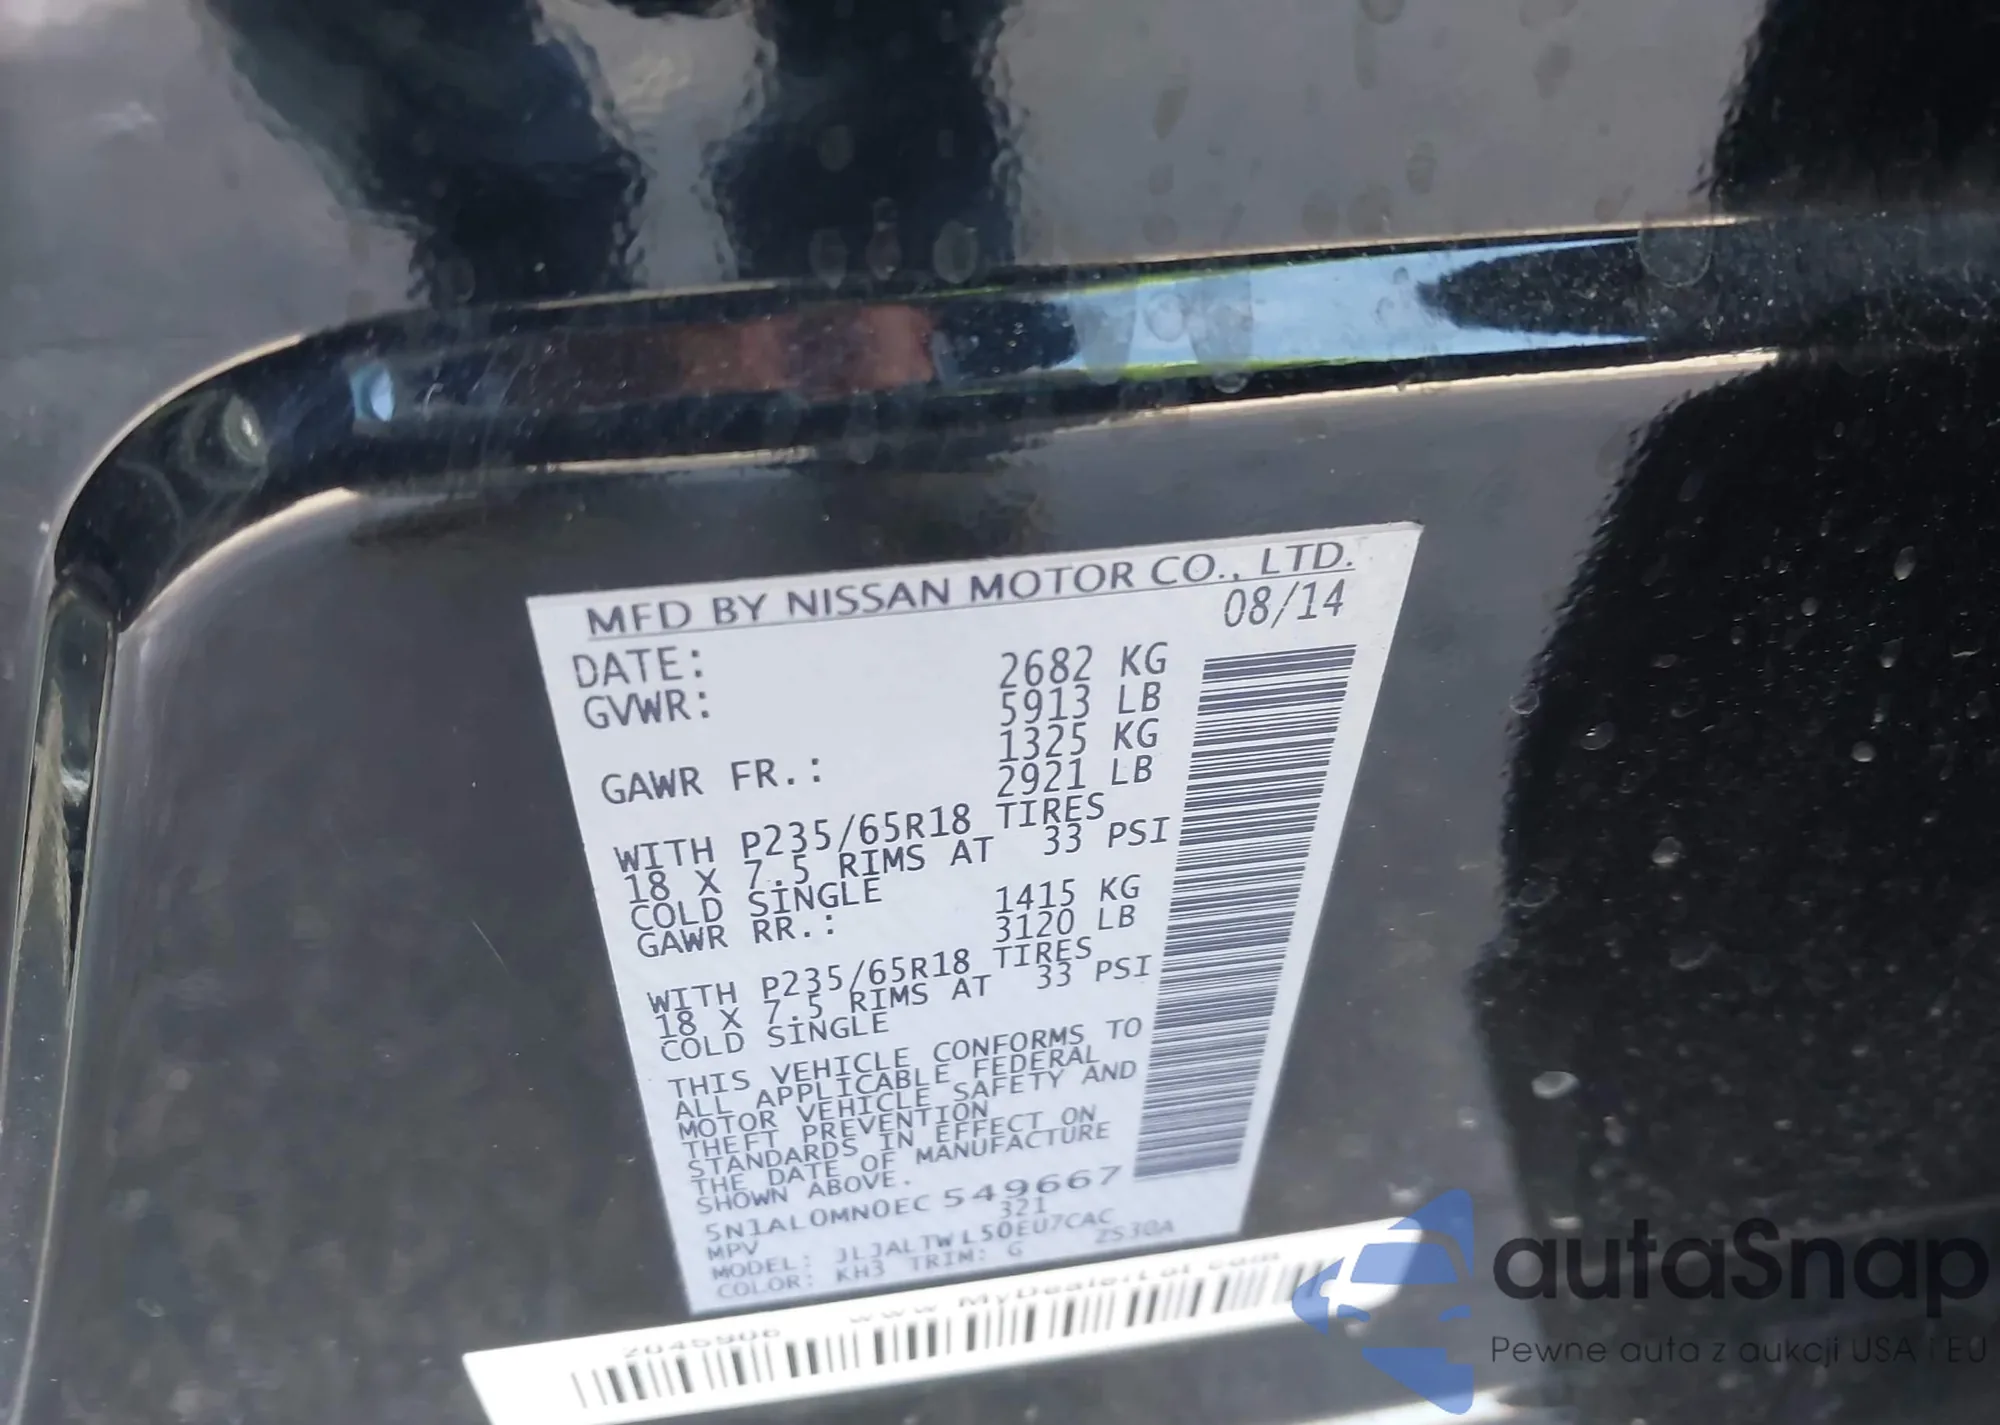 MFD BY NISSAN MOTOR CO., LTD.
DATE: 08/14
GVWR: 2682 KG
5913 LB
GAWR FR.: 1325 KG
2921 LB
WITH P235/65R18 TIRES
18 X 7.5 RIMS AT 33 PSI
COLD SINGLE
GAWR RR.: 1415 KG
3120 LB
WITH P235/65R18 TIRES
18 X 7.5 RIMS AT 33 PSI
COLD SINGLE
THIS VEHICLE CONFORMS TO
ALL APPLICABLE FEDERAL
MOTOR VEHICLE SAFETY AND
THEFT PREVENTION
STANDARDS IN EFFECT ON
THE DATE OF MANUFACTURE
SHOWN ABOVE.
5N1AL0MN0EC549667
MPV 321
MODEL: JLJALTWL50EU7CAC
COLOR: KH3 TRIM: G ZS30A
2045906 www.MyDealerLot.com
autaSnap
Pewne auta z aukcji USA i EU